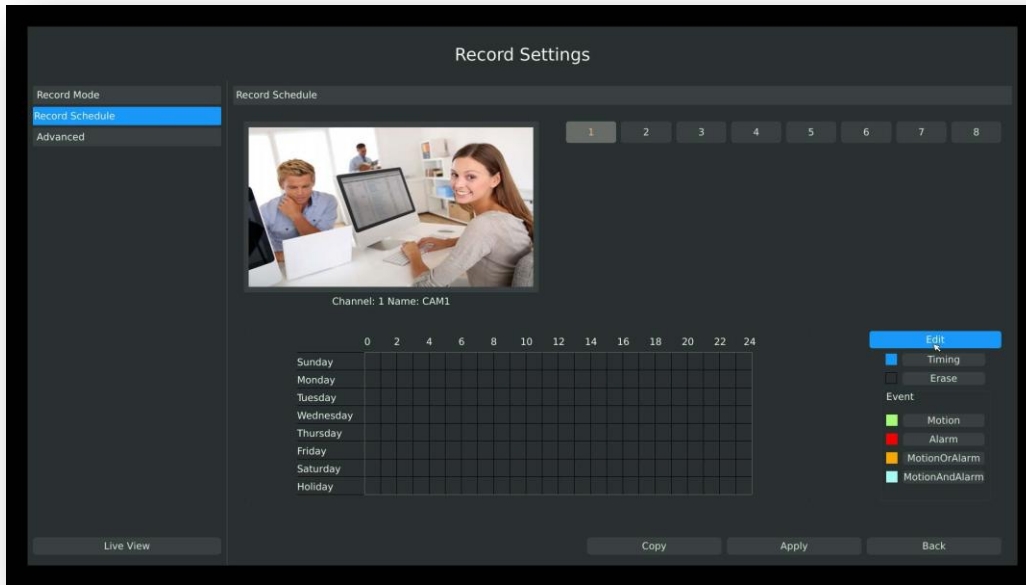 Record Settings
Record Mode
Record Schedule
Advanced
Record Schedule
1 2 3 4 5 6 7 8
Channel: 1 Name: CAM1
0 2 4 6 8 10 12 14 16 18 20 22 24
Sunday
Monday
Tuesday
Wednesday
Thursday
Friday
Saturday
Holiday
Edit
Timing
Erase
Event
Motion
Alarm
MotionOrAlarm
MotionAndAlarm
Live View
Copy Apply Back